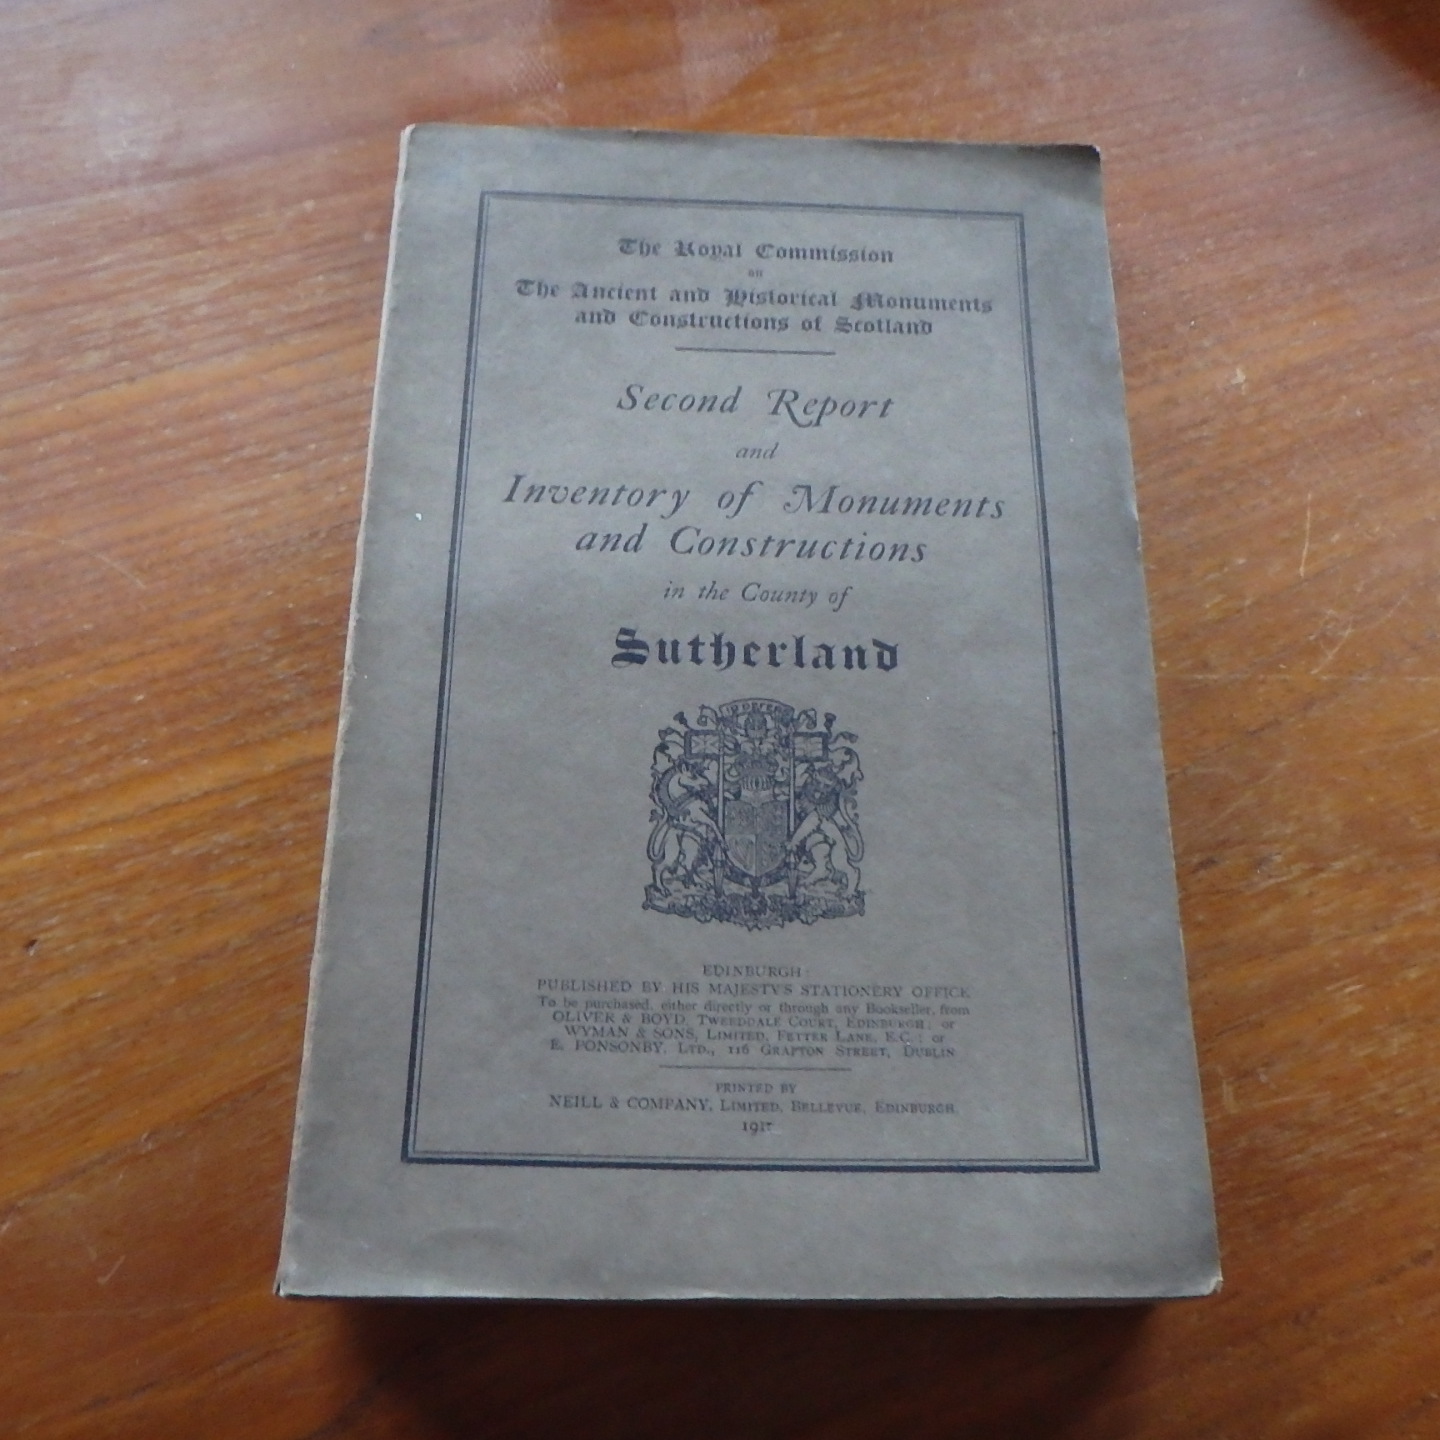 The Royal Commission
on
The Ancient and Historical Monuments
and Constructions of Scotland
Second Report
and
Inventory of Monuments
and Constructions
in the County of
Sutherland
IN DEFENS
EDINBURGH:
PUBLISHED BY HIS MAJESTY'S STATIONERY OFFICE
To be purchased, either directly or through any Bookseller, from
OLIVER & BOYD, TWEEDDALE COURT, EDINBURGH; or
WYMAN & SONS, LIMITED, FETTER LANE, E.C.; or
E. PONSONBY, LTD., 116 GRAFTON STREET, DUBLIN
PRINTED BY
NEILL & COMPANY, LIMITED, BELLEVUE, EDINBURGH.